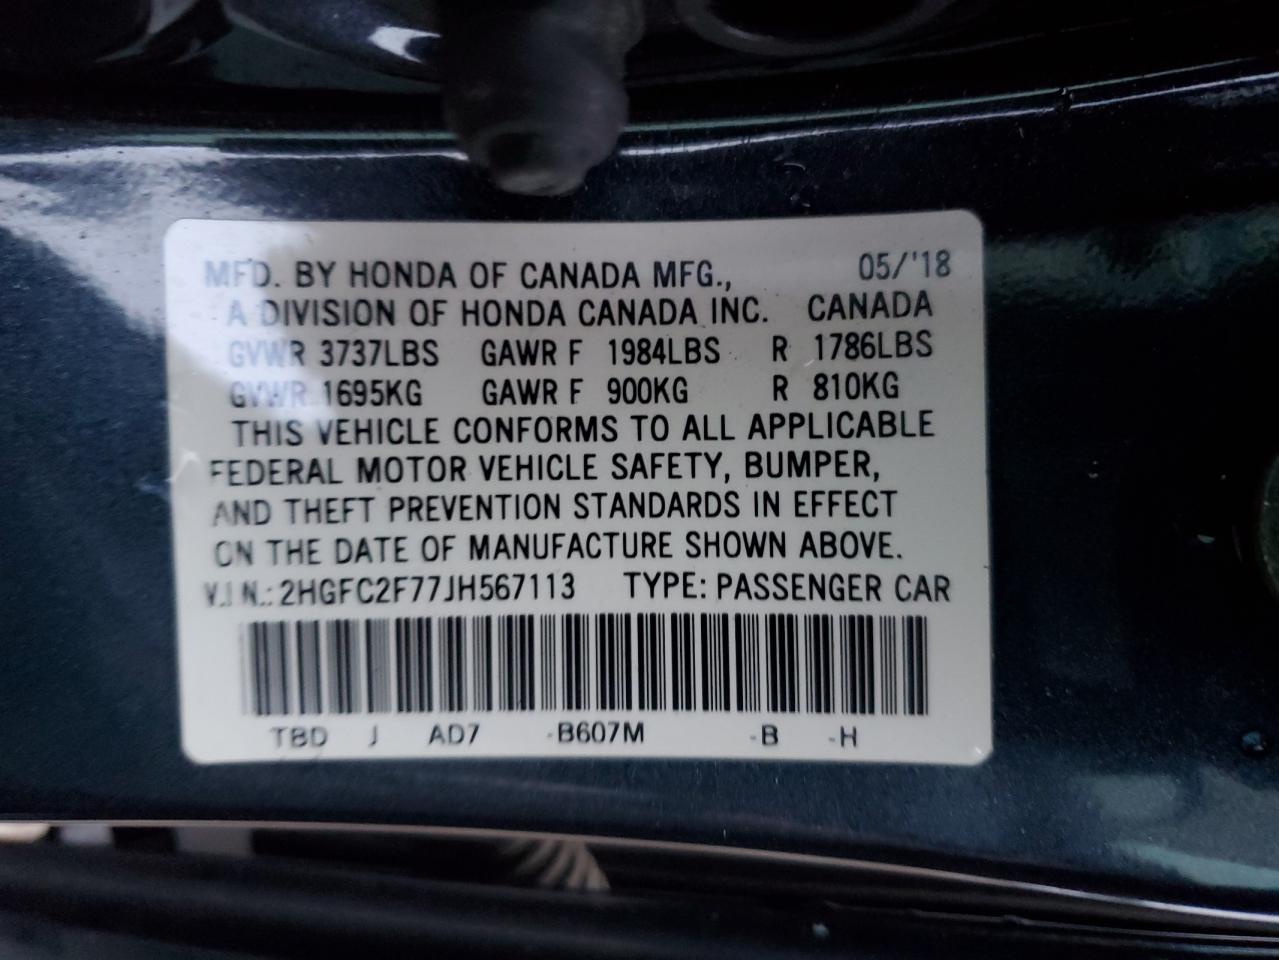 MFD. BY HONDA OF CANADA MFG., 05/'18
A DIVISION OF HONDA CANADA INC. CANADA
GVWR 3737LBS GAWR F 1984LBS R 1786LBS
GVWR 1695KG GAWR F 900KG R 810KG
THIS VEHICLE CONFORMS TO ALL APPLICABLE
FEDERAL MOTOR VEHICLE SAFETY, BUMPER,
AND THEFT PREVENTION STANDARDS IN EFFECT
ON THE DATE OF MANUFACTURE SHOWN ABOVE.
V.I.N.: 2HGFC2F77JH567113 TYPE: PASSENGER CAR
TBD J AD7 -B607M -B -H